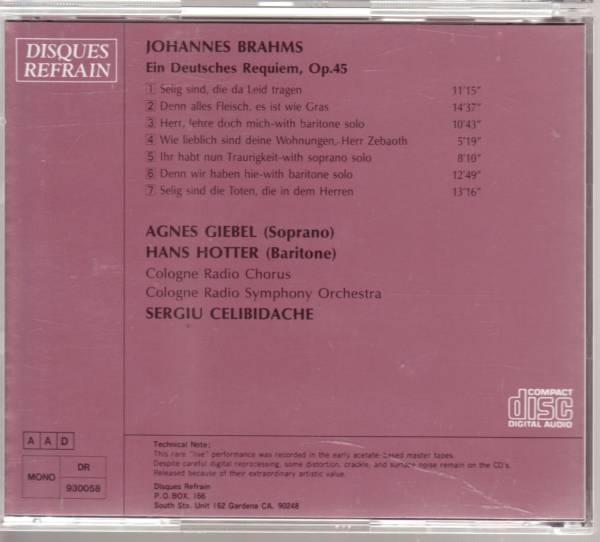 DISQUES
REFRAIN
JOHANNES BRAHMS
Ein Deutsches Requiem, Op.45
1 Selig sind, die da Leid tragen 11'15"
2 Denn alles Fleisch, es ist wie Gras 14'37"
3 Herr, lehre doch mich-with baritone solo 10'43"
4 Wie lieblich sind deine Wohnungen, Herr Zebaoth 5'19"
5 Ihr habt nun Traurigkeit-with soprano solo 8'10"
6 Denn wir haben hie-with baritone solo 12'49"
7 Selig sind die Toten, die in dem Herren 13'16"
AGNES GIEBEL (Soprano)
HANS HOTTER (Baritone)
Cologne Radio Chorus
Cologne Radio Symphony Orchestra
SERGIU CELIBIDACHE
COMPACT
disc
DIGITAL AUDIO
A A D
MONO
DR
930058
Technical Note:
This rare "live" performance was recorded in the early acetate-based master tapes.
Despite careful digital reprocessing, some distortion, crackle, and surface noise remain on the CD's.
Released because of their extraordinary artistic value.
Disques Refrain
P.O.BOX. 166
South Sto. Unit 162 Gardena CA. 90248